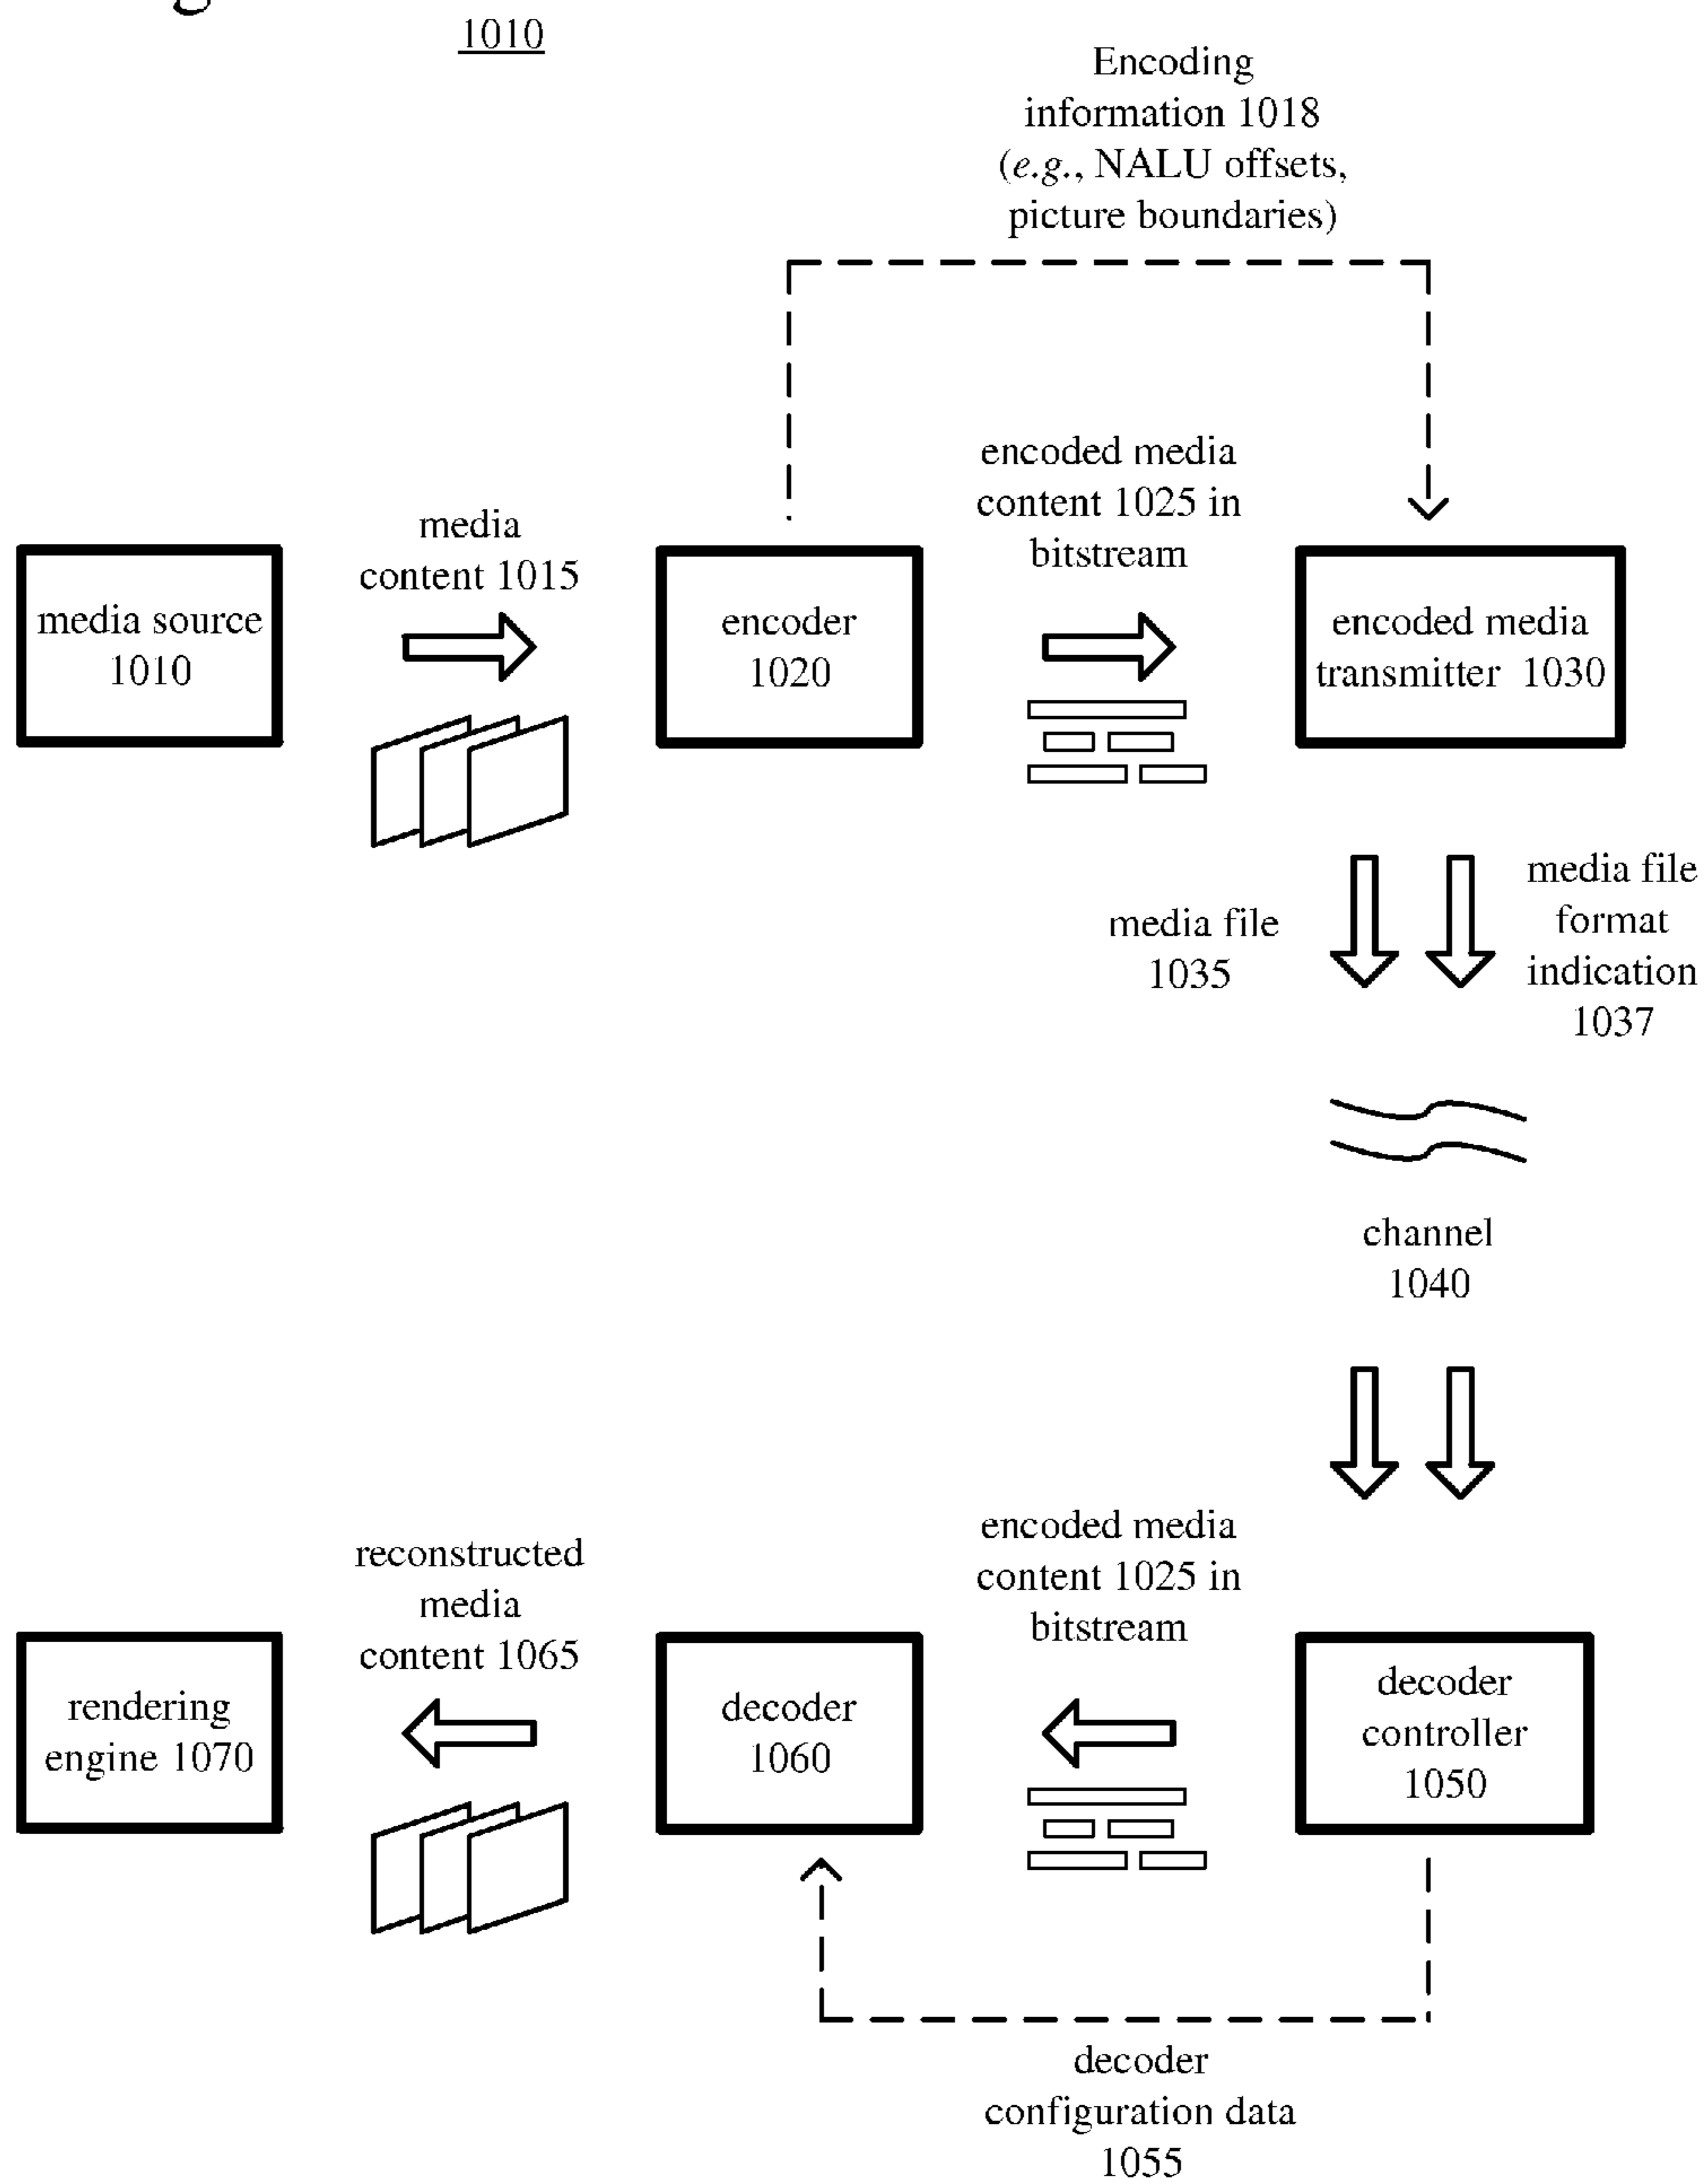 1010
Encoding
information 1018
(e.g., NALU offsets,
picture boundaries)
media source
1010
media
content 1015
encoder
1020
encoded media
content 1025 in
bitstream
encoded media
transmitter 1030
media file
1035
media file
format
indication
1037
channel
1040
encoded media
content 1025 in
bitstream
decoder
controller
1050
decoder
1060
reconstructed
media
content 1065
rendering
engine 1070
decoder
configuration data
1055